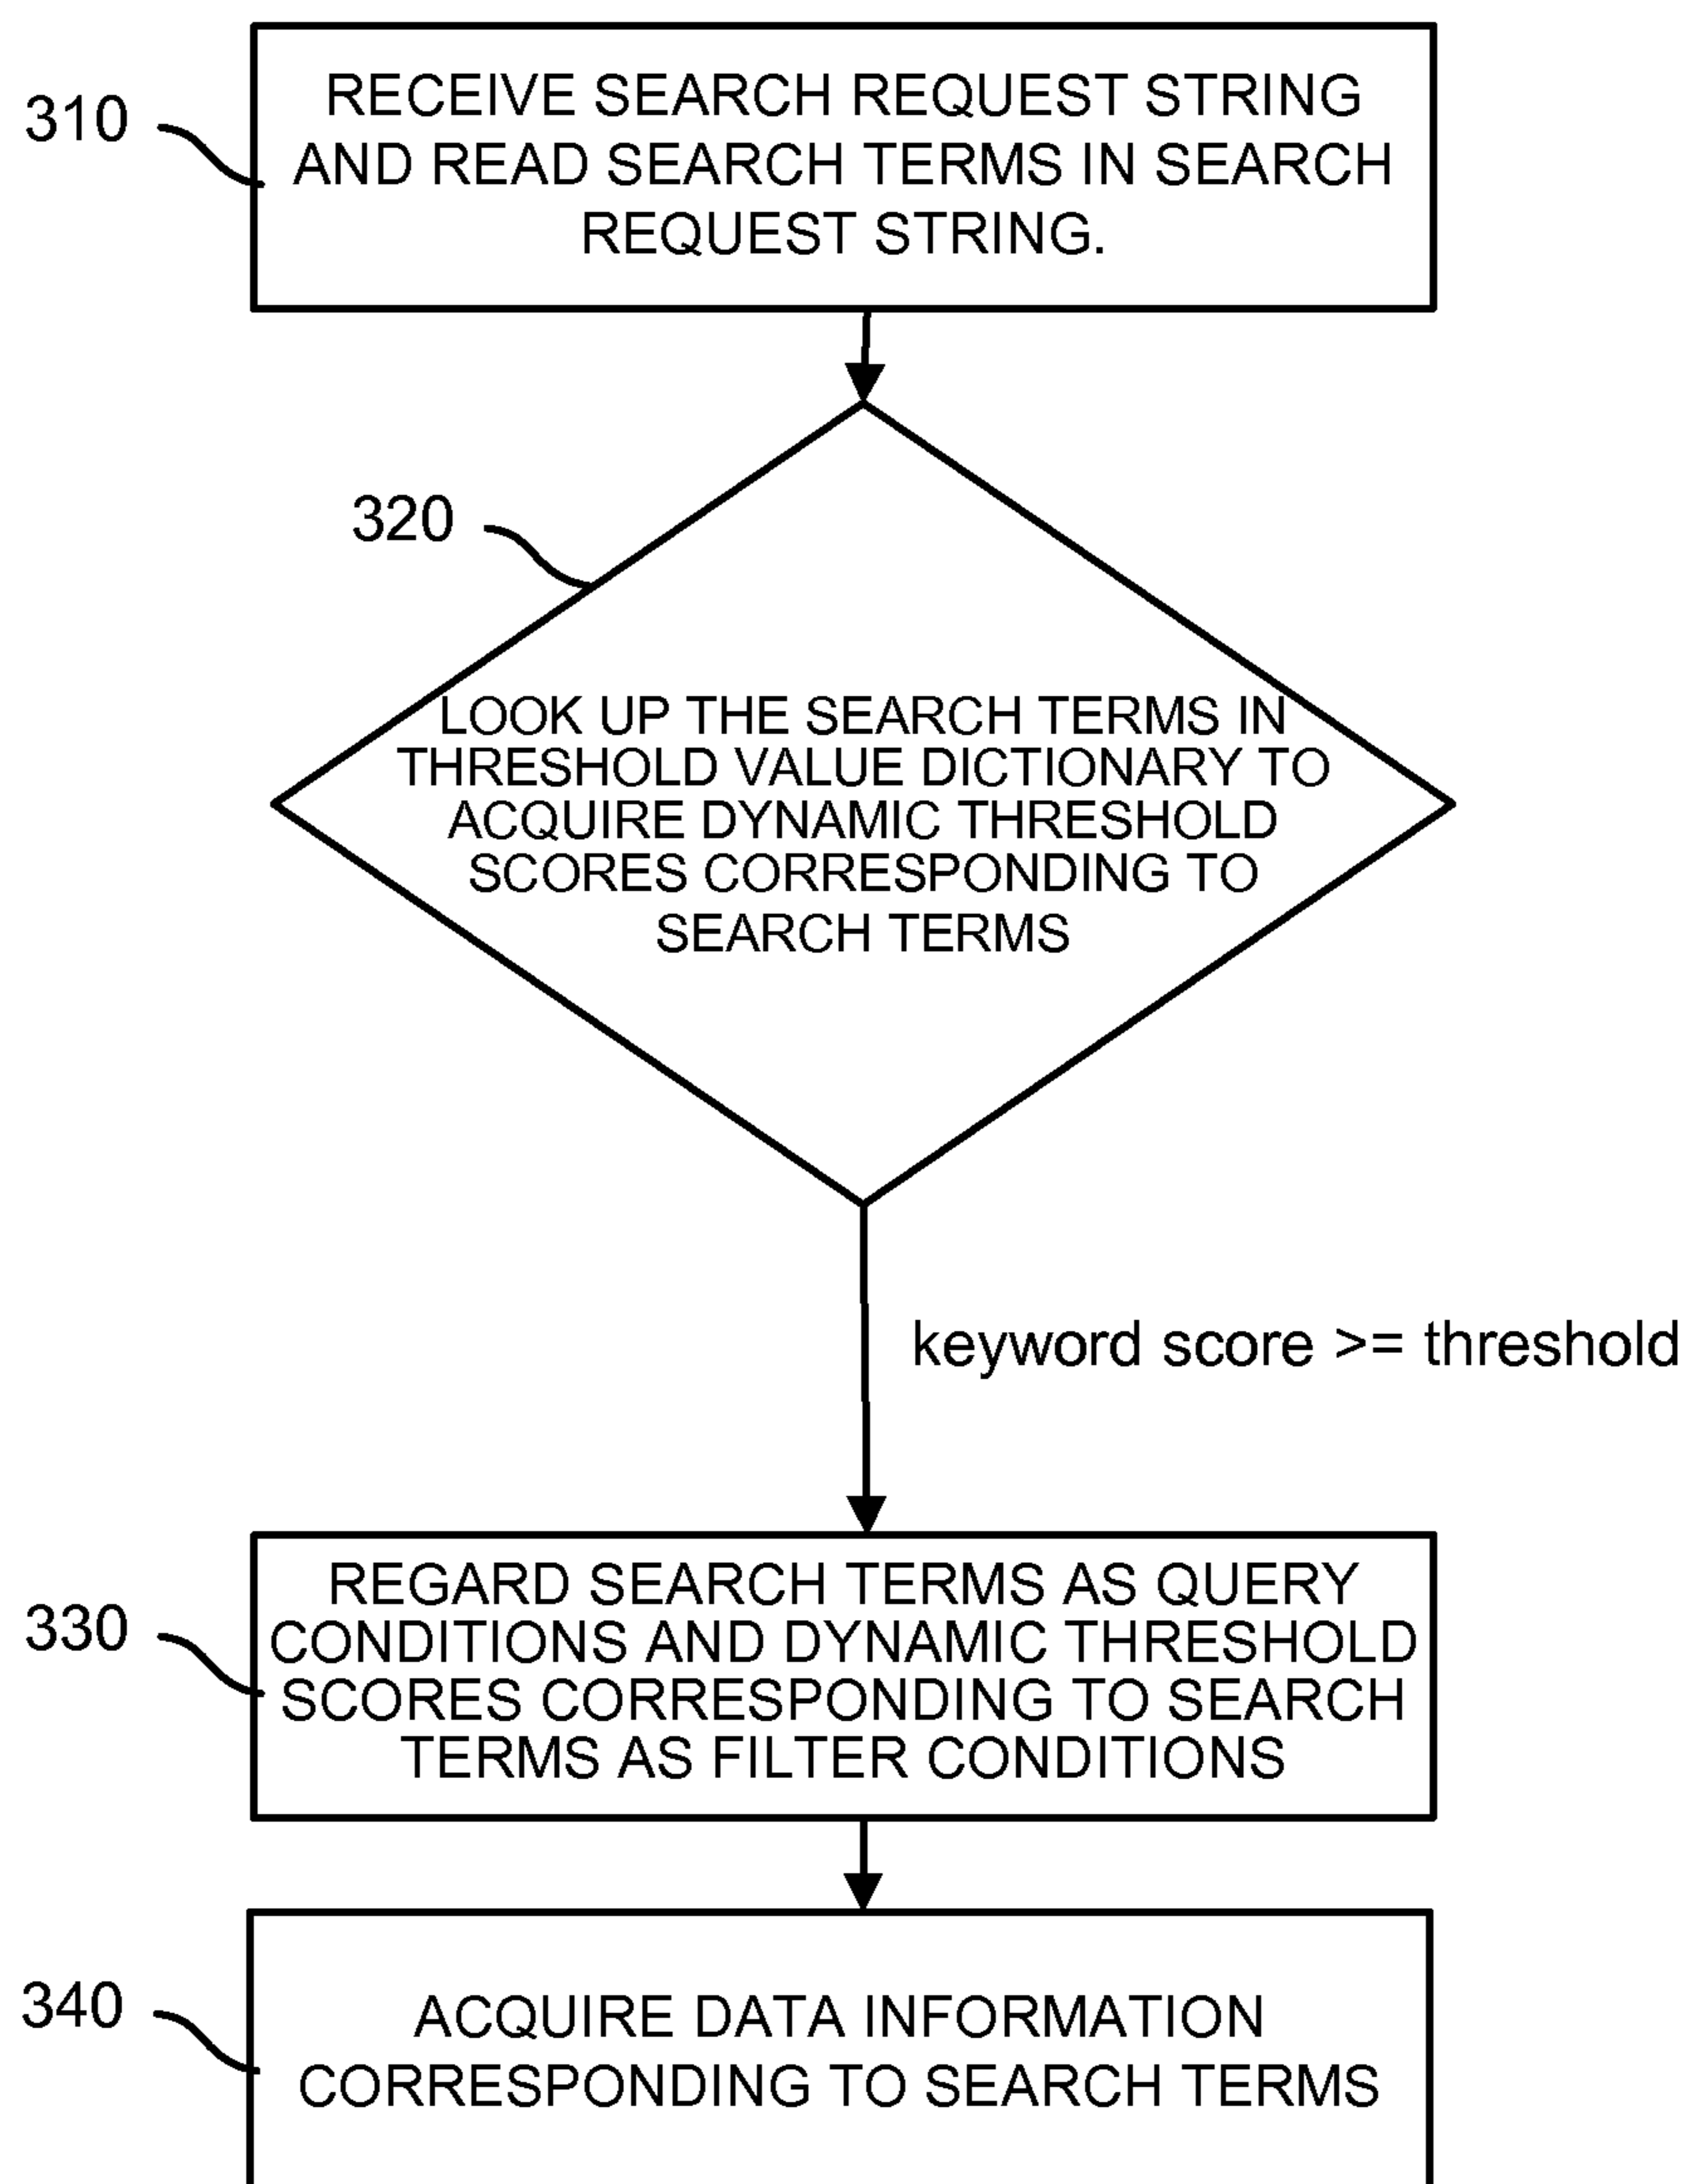 310
RECEIVE SEARCH REQUEST STRING
AND READ SEARCH TERMS IN SEARCH
REQUEST STRING.
320
LOOK UP THE SEARCH TERMS IN
THRESHOLD VALUE DICTIONARY TO
ACQUIRE DYNAMIC THRESHOLD
SCORES CORRESPONDING TO
SEARCH TERMS
keyword score >= threshold
330
REGARD SEARCH TERMS AS QUERY
CONDITIONS AND DYNAMIC THRESHOLD
SCORES CORRESPONDING TO SEARCH
TERMS AS FILTER CONDITIONS
340
ACQUIRE DATA INFORMATION
CORRESPONDING TO SEARCH TERMS